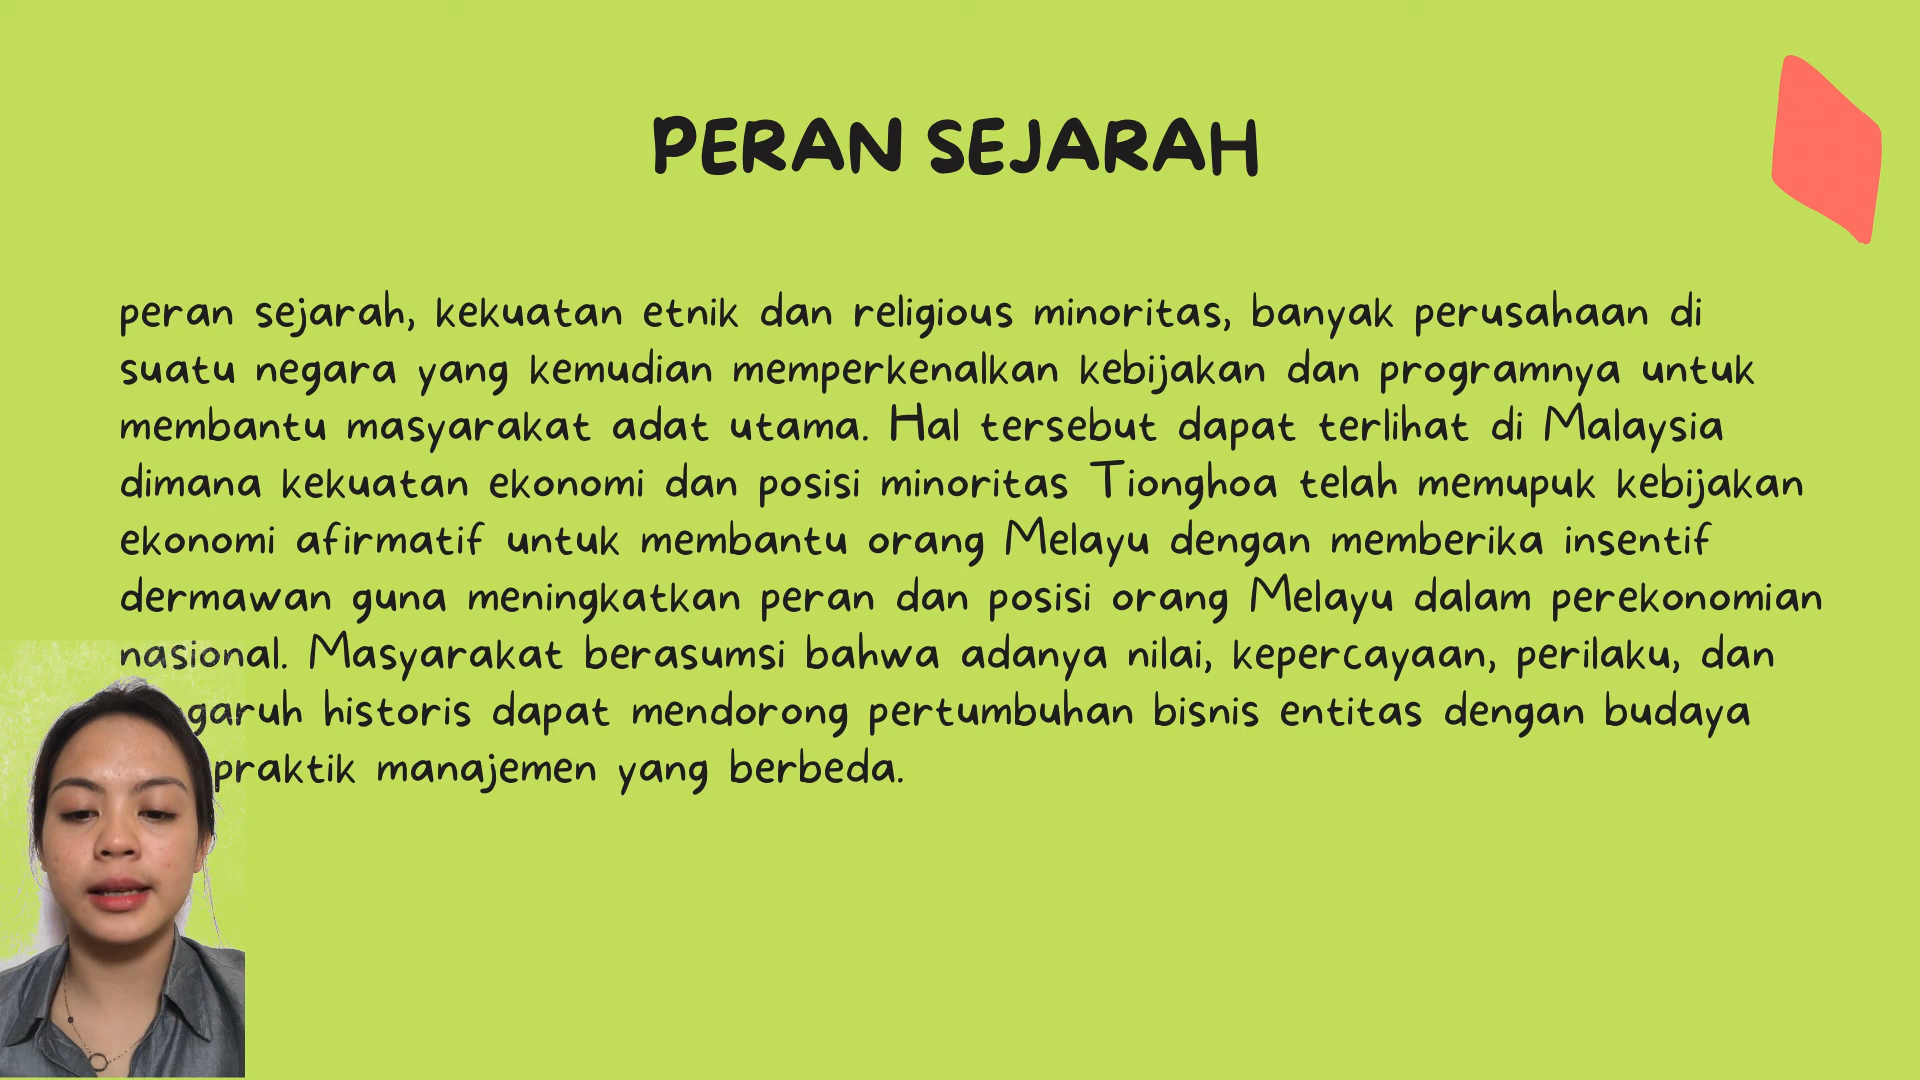 PERAN SEJARAH
peran sejarah, kekuatan etnik dan religious minoritas, banyak perusahaan di
suatu negara yang kemudian memperkenalkan kebijakan dan programnya untuk
membantu masyarakat adat utama. Hal tersebut dapat terlihat di Malaysia
dimana kekuatan ekonomi dan posisi minoritas Tionghoa telah memupuk kebijakan
ekonomi afirmatif untuk membantu orang Melayu dengan memberika insentif
dermawan guna meningkatkan peran dan posisi orang Melayu dalam perekonomian
nasional. Masyarakat berasumsi bahwa adanya nilai, kepercayaan, perilaku, dan
historis dapat mendorong pertumbuhan bisnis entitas dengan budaya
praktik manajemen yang berbeda.